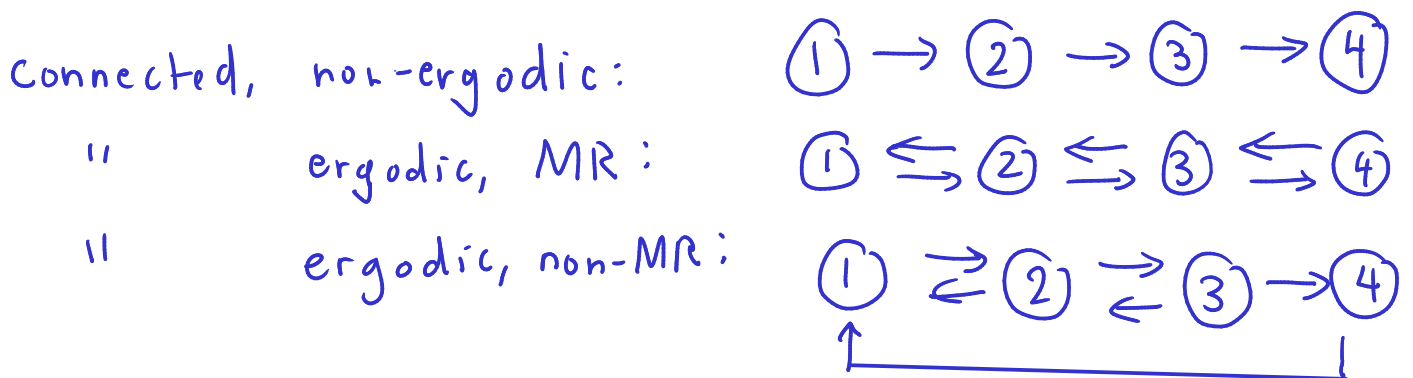 connected, non-ergodic: 1 → 2 → 3 → 4
" ergodic, MR: 1 ⇆ 2 ⇆ 3 ⇆ 4
" ergodic, non-MR: 1 ⇄ 2 ⇄ 3 → 4